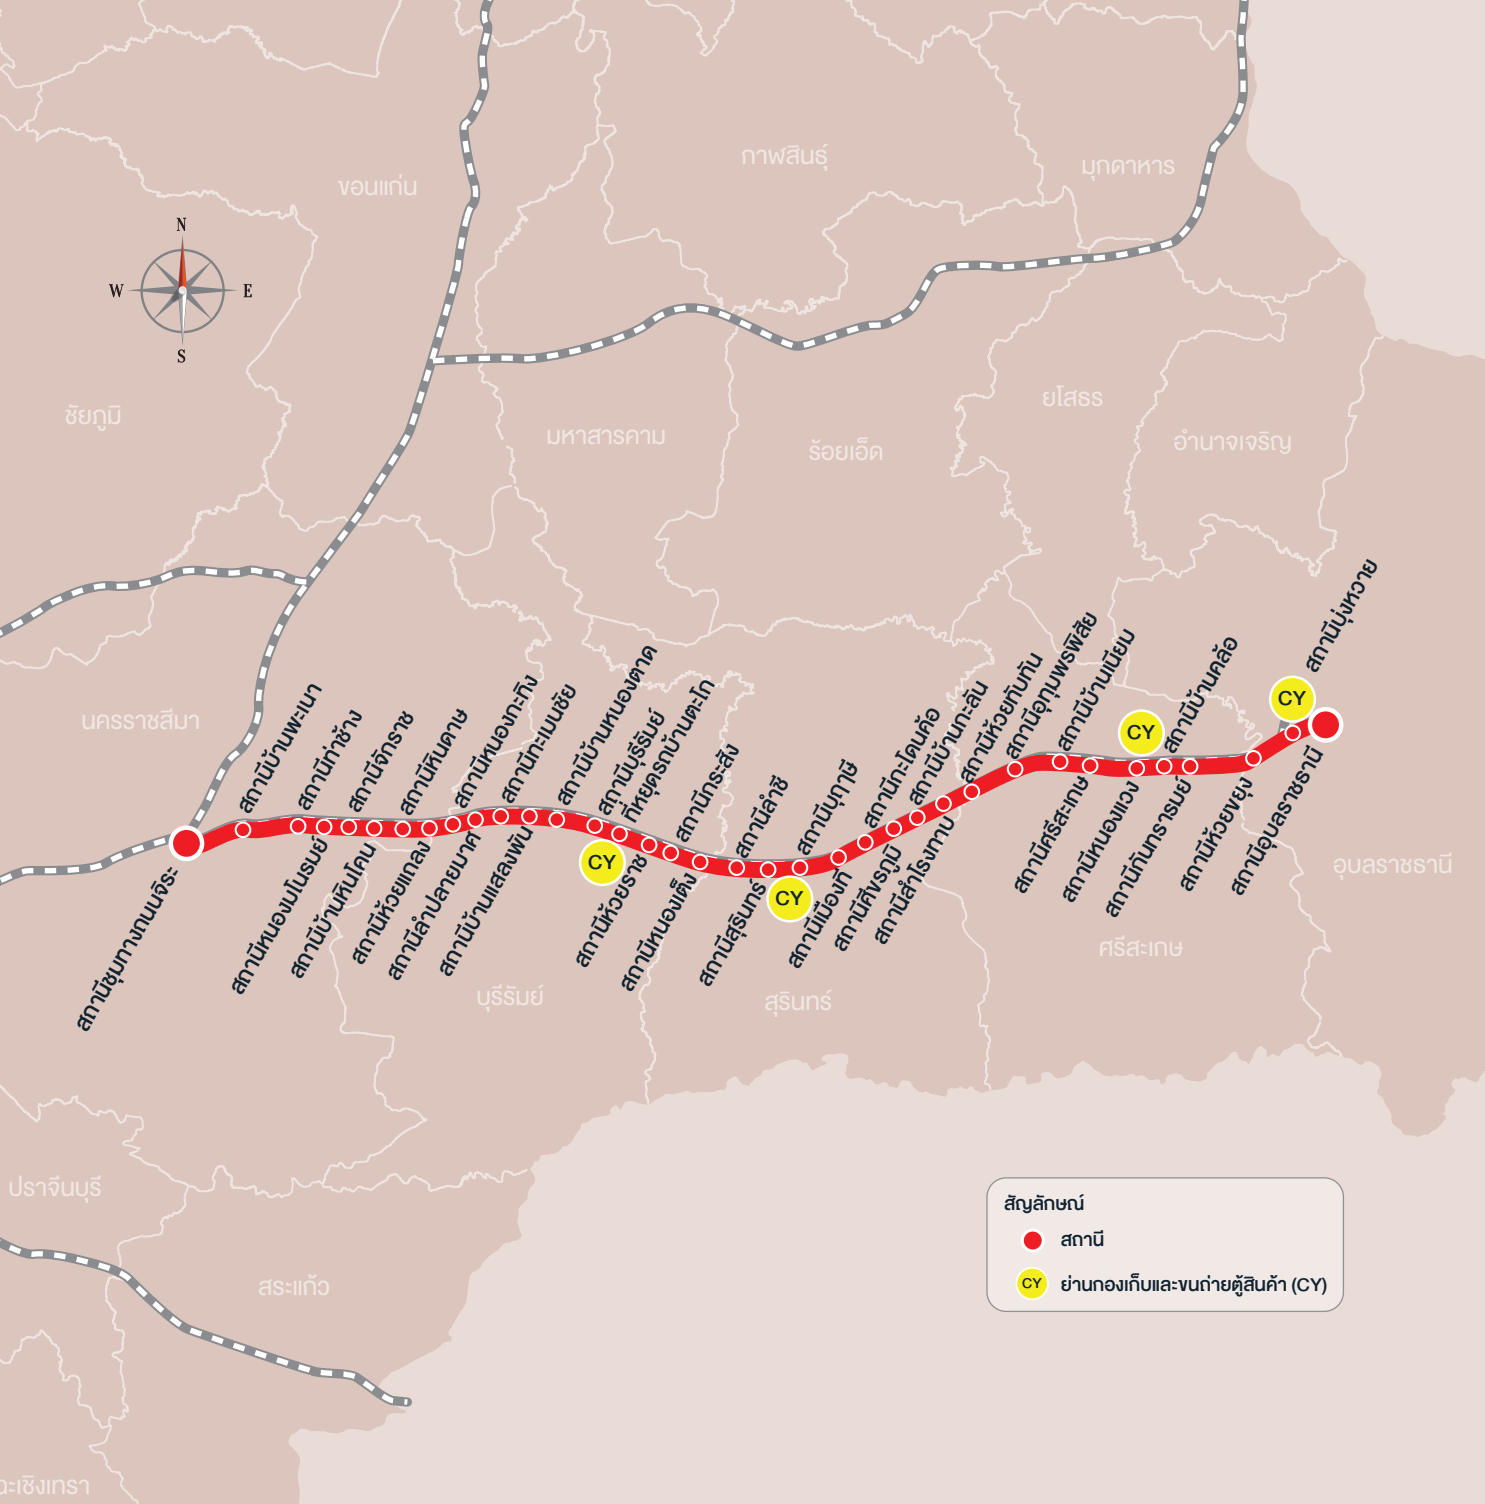 กาฬสินธุ์
มุกดาหาร
ขอนแก่น
N
W
E
S
ชัยภูมิ
มหาสารคาม
ร้อยเอ็ด
ยโสธร
อำนาจเจริญ
นครราชสีมา
บุรีรัมย์
สุรินทร์
ศรีสะเกษ
อุบลราชธานี
ปราจีนบุรี
สระแก้ว
ฉะเชิงเทรา
สถานีชุมทางถนนจิระ
สถานีบ้านพะเนา
สถานีท่าช้าง
สถานีหนองมโนรมย์
สถานีจักราช
สถานีบ้านหินโคน
สถานีหินดาษ
สถานีห้วยแถลง
สถานีหนองกะทิง
สถานีลำปลายมาศ
สถานีทะเมนชัย
สถานีบ้านแสลงพัน
สถานีบ้านหนองตาด
สถานีบุรีรัมย์
ที่หยุดรถบ้านตะโก
สถานีห้วยราช
สถานีกระสัง
สถานีหนองเต็ง
สถานีลำชี
สถานีสุรินทร์
สถานีบุฤาษี
สถานีเมืองที
สถานีกะโดนค้อ
สถานีศีขรภูมิ
สถานีบ้านกะลัน
สถานีสำโรงทาบ
สถานีห้วยทับทัน
สถานีอุทุมพรพิสัย
สถานีบ้านเนียม
สถานีศรีสะเกษ
สถานีหนองแวง
สถานีบ้านคล้อ
สถานีกันทรารมย์
สถานีห้วยขยุง
สถานีบุ่งหวาย
สถานีอุบลราชธานี
CY
CY
CY
CY
สัญลักษณ์
สถานี
CY
ย่านกองเก็บและขนถ่ายตู้สินค้า (CY)